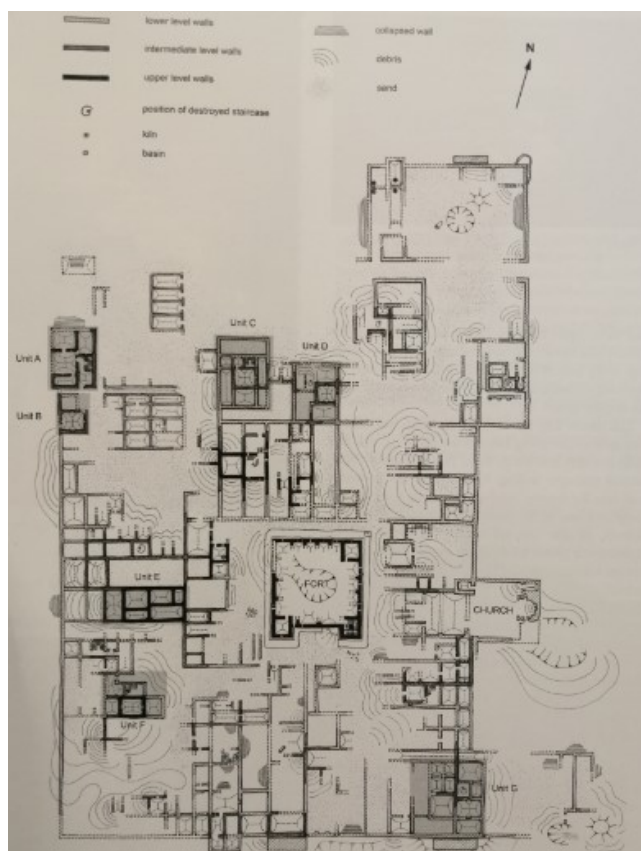 lower level walls
intermediate level walls
upper level walls
position of destroyed staircase
kiln
basin
collapsed wall
debris
sand
N
Unit C
Unit D
Unit A
Unit B
Unit E
FORT
CHURCH
Unit F
Unit G